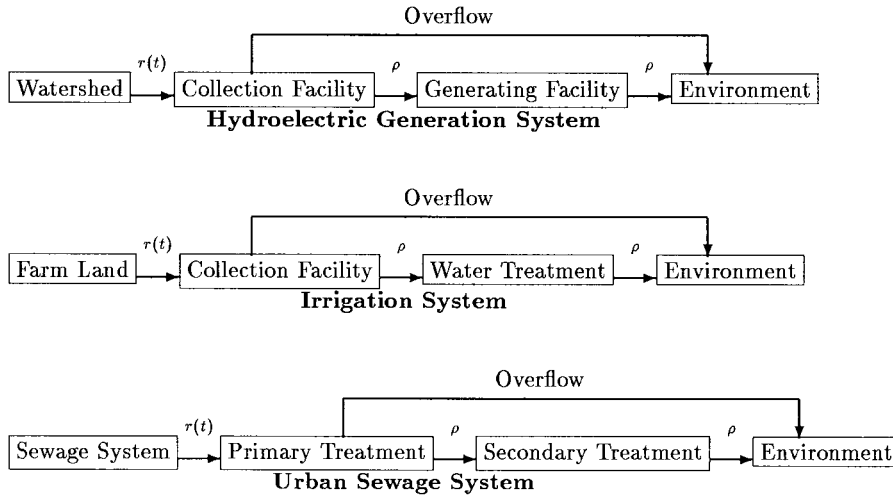 Overflow
r(t) ρ ρ
Watershed Collection Facility Generating Facility Environment
Hydroelectric Generation System
Overflow
r(t) ρ ρ
Farm Land Collection Facility Water Treatment Environment
Irrigation System
Overflow
r(t) ρ ρ
Sewage System Primary Treatment Secondary Treatment Environment
Urban Sewage System